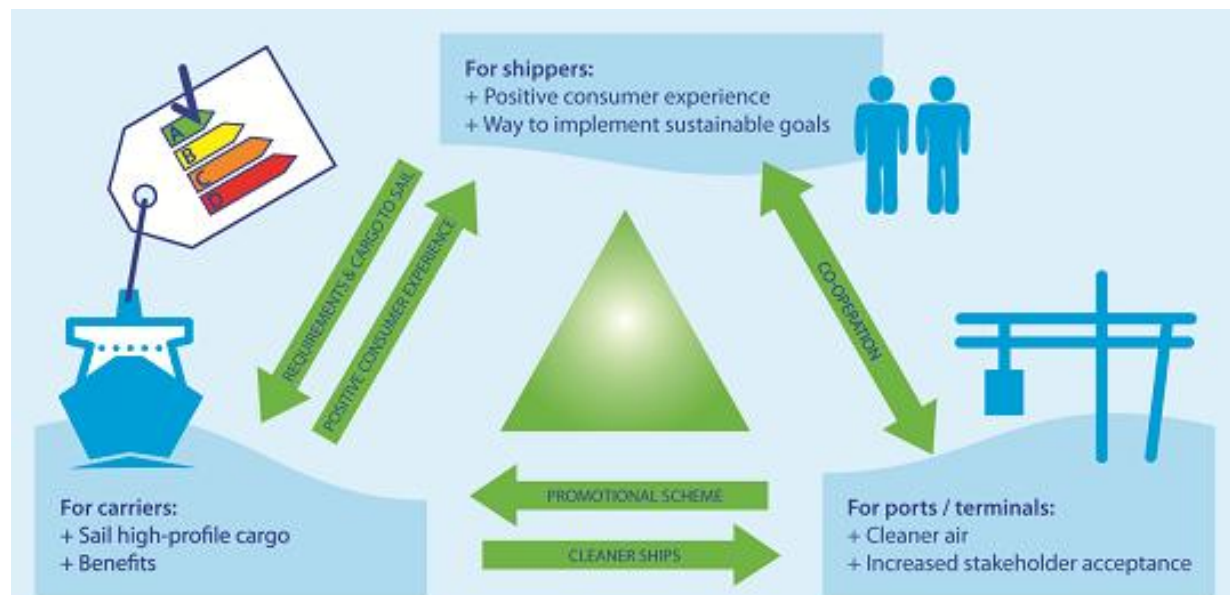 For shippers:
+ Positive consumer experience
+ Way to implement sustainable goals
A
B
C
D
REQUIREMENTS & CARGO TO SAIL
POSITIVE CONSUMER EXPERIENCE
CO-OPERATION
PROMOTIONAL SCHEME
CLEANER SHIPS
For carriers:
+ Sail high-profile cargo
+ Benefits
For ports / terminals:
+ Cleaner air
+ Increased stakeholder acceptance